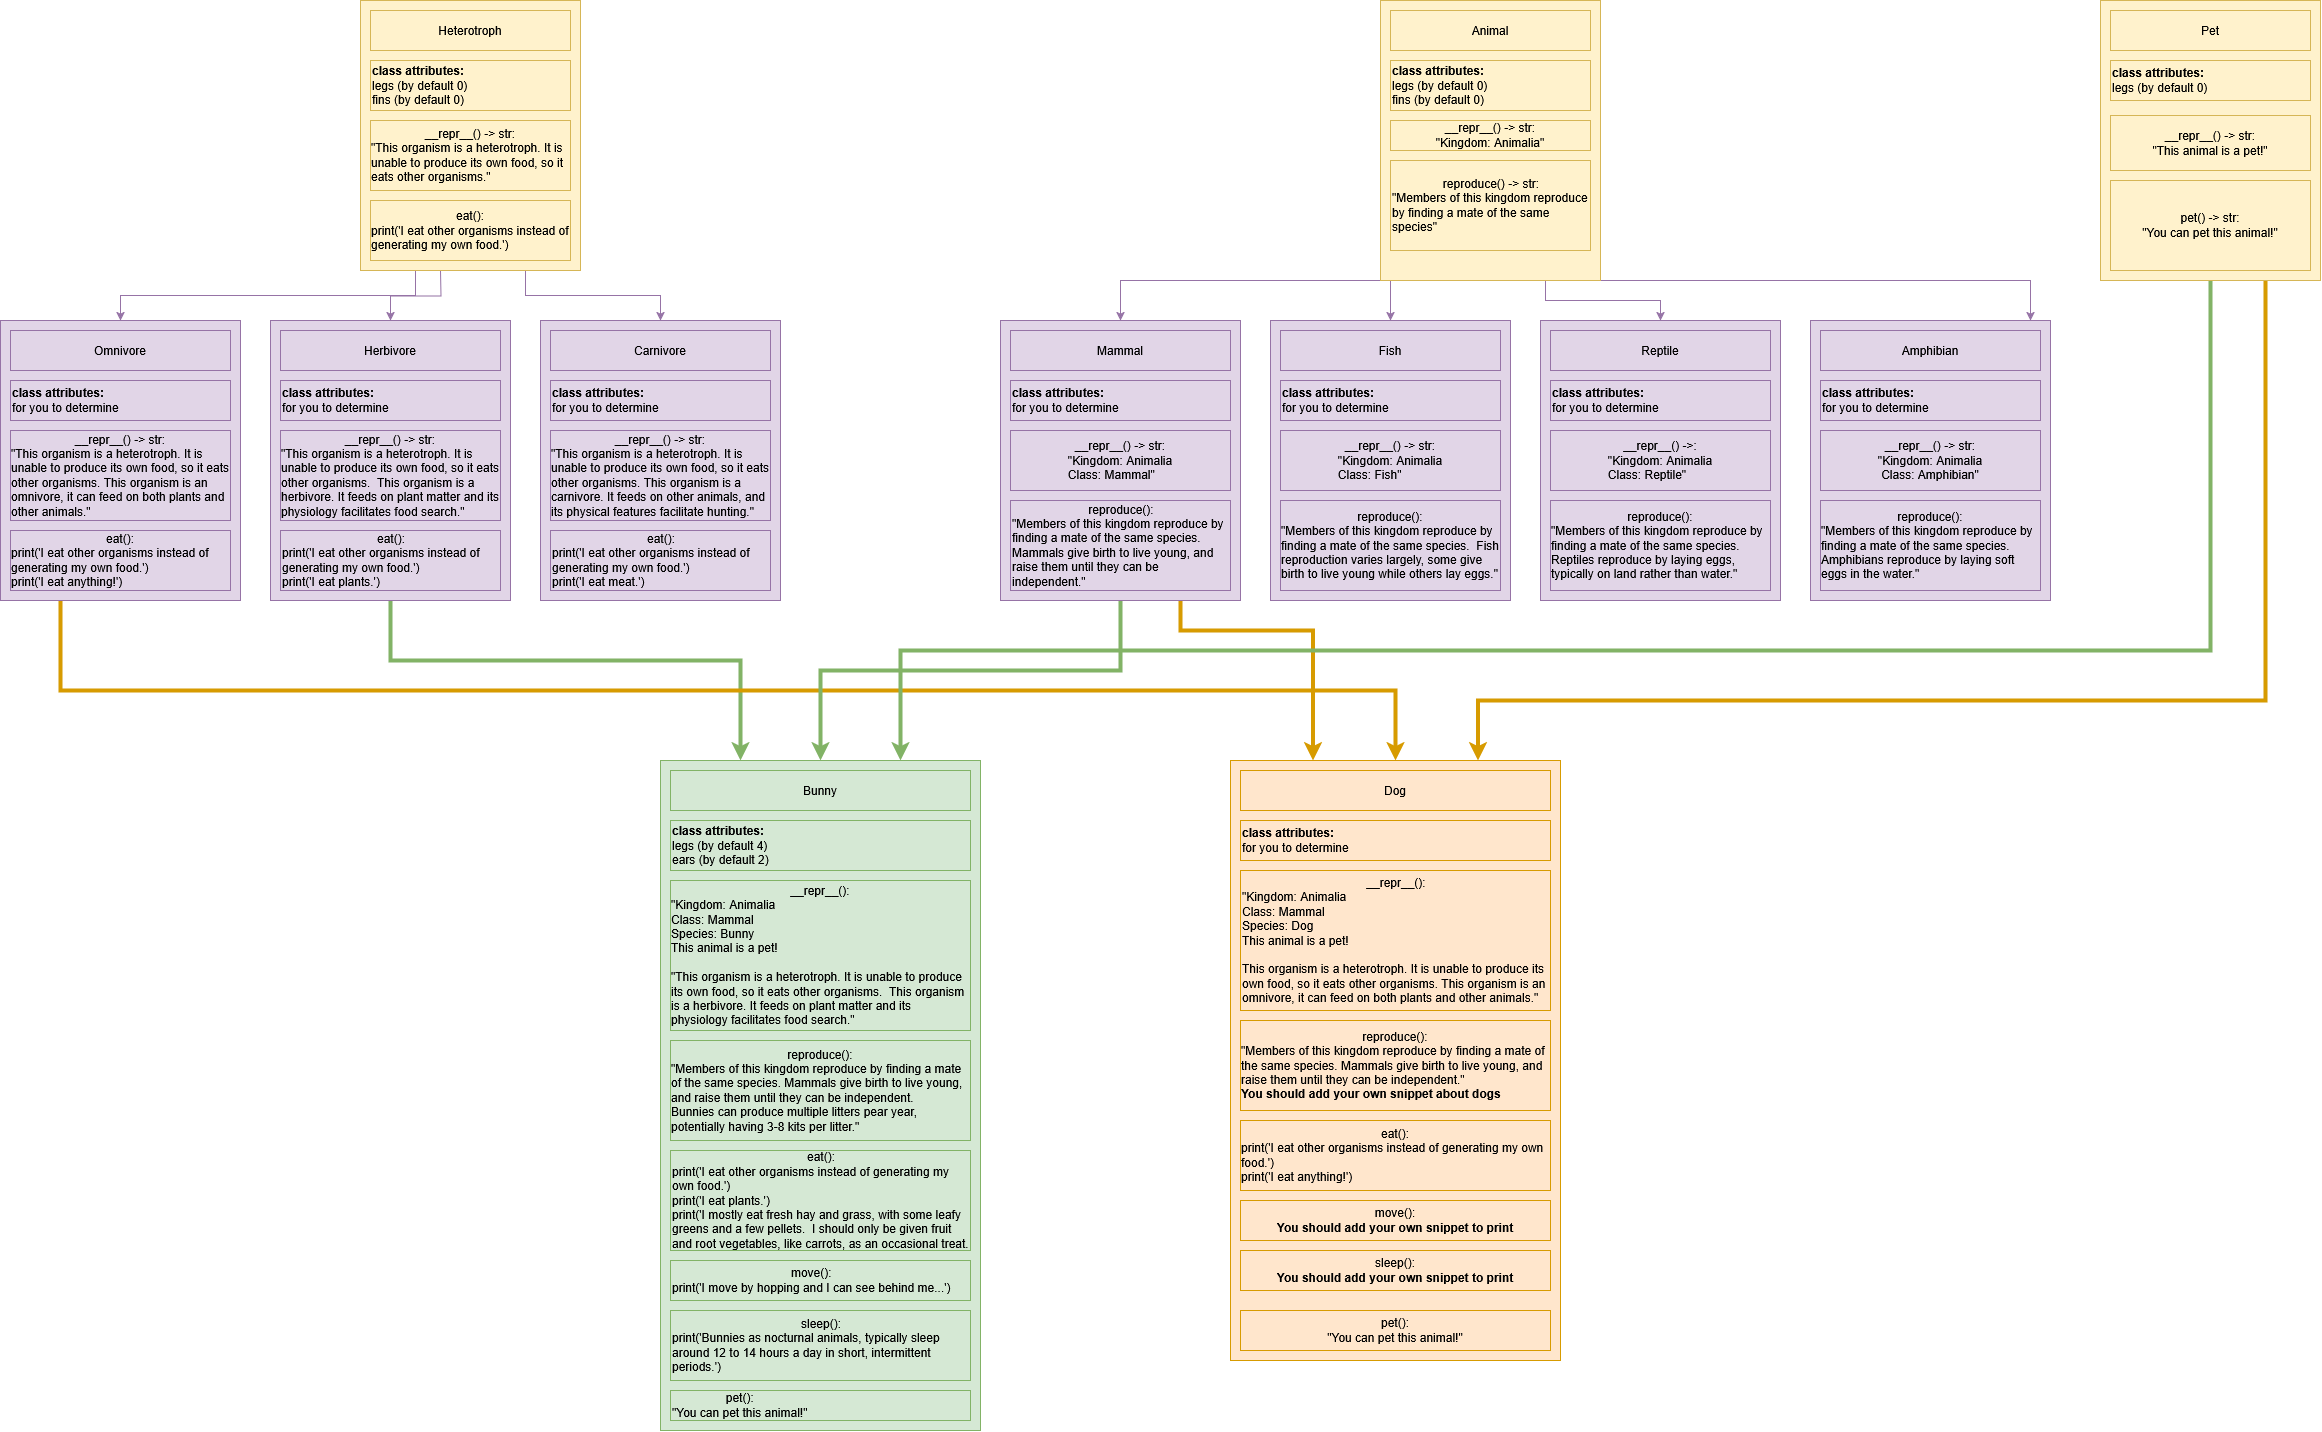 Heterotroph
class attributes:
legs (by default 0)
fins (by default 0)
__repr__() -> str:
"This organism is a heterotroph. It is
unable to produce its own food, so it
eats other organisms."
eat():
print('I eat other organisms instead of
generating my own food.')
Animal
class attributes:
legs (by default 0)
fins (by default 0)
__repr__() -> str:
"Kingdom: Animalia"
reproduce() -> str:
"Members of this kingdom reproduce
by finding a mate of the same
species"
Pet
class attributes:
legs (by default 0)
__repr__() -> str:
"This animal is a pet!"
pet() -> str:
"You can pet this animal!"
Omnivore
class attributes:
for you to determine
__repr__() -> str:
"This organism is a heterotroph. It is
unable to produce its own food, so it eats
other organisms. This organism is an
omnivore, it can feed on both plants and
other animals."
eat():
print('I eat other organisms instead of
generating my own food.')
print('I eat anything!')
Herbivore
class attributes:
for you to determine
__repr__() -> str:
"This organism is a heterotroph. It is
unable to produce its own food, so it eats
other organisms.  This organism is a
herbivore. It feeds on plant matter and its
physiology facilitates food search."
eat():
print('I eat other organisms instead of
generating my own food.')
print('I eat plants.')
Carnivore
class attributes:
for you to determine
__repr__() -> str:
"This organism is a heterotroph. It is
unable to produce its own food, so it eats
other organisms. This organism is a
carnivore. It feeds on other animals, and
its physical features facilitate hunting."
eat():
print('I eat other organisms instead of
generating my own food.')
print('I eat meat.')
Mammal
class attributes:
for you to determine
__repr__() -> str:
"Kingdom: Animalia
Class: Mammal"
reproduce():
"Members of this kingdom reproduce by
finding a mate of the same species.
Mammals give birth to live young, and
raise them until they can be
independent."
Fish
class attributes:
for you to determine
__repr__() -> str:
"Kingdom: Animalia
Class: Fish"
reproduce():
"Members of this kingdom reproduce by
finding a mate of the same species.  Fish
reproduction varies largely, some give
birth to live young while others lay eggs."
Reptile
class attributes:
for you to determine
__repr__() ->:
"Kingdom: Animalia
Class: Reptile"
reproduce():
"Members of this kingdom reproduce by
finding a mate of the same species.
Reptiles reproduce by laying eggs,
typically on land rather than water."
Amphibian
class attributes:
for you to determine
__repr__() -> str:
"Kingdom: Animalia
Class: Amphibian"
reproduce():
"Members of this kingdom reproduce by
finding a mate of the same species.
Amphibians reproduce by laying soft
eggs in the water."
Bunny
class attributes:
legs (by default 4)
ears (by default 2)
__repr__():
"Kingdom: Animalia
Class: Mammal
Species: Bunny
This animal is a pet!
"This organism is a heterotroph. It is unable to produce
its own food, so it eats other organisms.  This organism
is a herbivore. It feeds on plant matter and its
physiology facilitates food search."
reproduce():
"Members of this kingdom reproduce by finding a mate
of the same species. Mammals give birth to live young,
and raise them until they can be independent.
Bunnies can produce multiple litters pear year,
potentially having 3-8 kits per litter."
eat():
print('I eat other organisms instead of generating my
own food.')
print('I eat plants.')
print('I mostly eat fresh hay and grass, with some leafy
greens and a few pellets.  I should only be given fruit
and root vegetables, like carrots, as an occasional treat.
move():
print('I move by hopping and I can see behind me...')
sleep():
print('Bunnies as nocturnal animals, typically sleep
around 12 to 14 hours a day in short, intermittent
periods.')
pet():
"You can pet this animal!"
Dog
class attributes:
for you to determine
__repr__():
"Kingdom: Animalia
Class: Mammal
Species: Dog
This animal is a pet!
This organism is a heterotroph. It is unable to produce its
own food, so it eats other organisms. This organism is an
omnivore, it can feed on both plants and other animals."
reproduce():
"Members of this kingdom reproduce by finding a mate of
the same species. Mammals give birth to live young, and
raise them until they can be independent."
You should add your own snippet about dogs
eat():
print('I eat other organisms instead of generating my own
food.')
print('I eat anything!')
move():
You should add your own snippet to print
sleep():
You should add your own snippet to print
pet():
"You can pet this animal!"